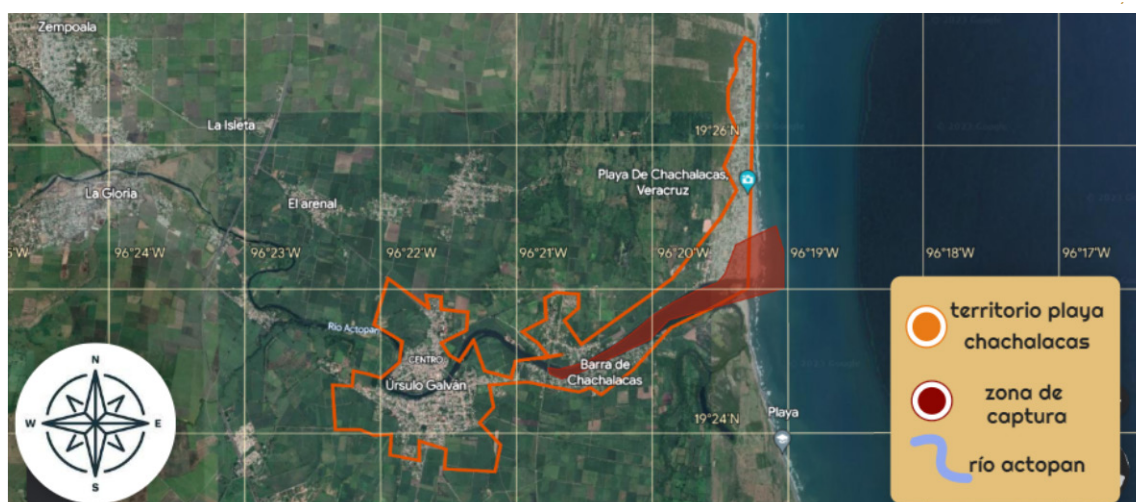 Zempoala
La Isleta
19°26'N
Playa De Chachalacas,
Veracruz
La Gloria
El arenal
96°24'W
96°23'W
96°22'W
96°21'W
96°20'W
96°19'W
96°18'W
96°17'W
Río Actopan
CENTRO
Úrsulo Galván
Barra de
Chachalacas
19°24'N
Playa
N
W
E
S
territorio playa
chachalacas
zona de
captura
río actopan